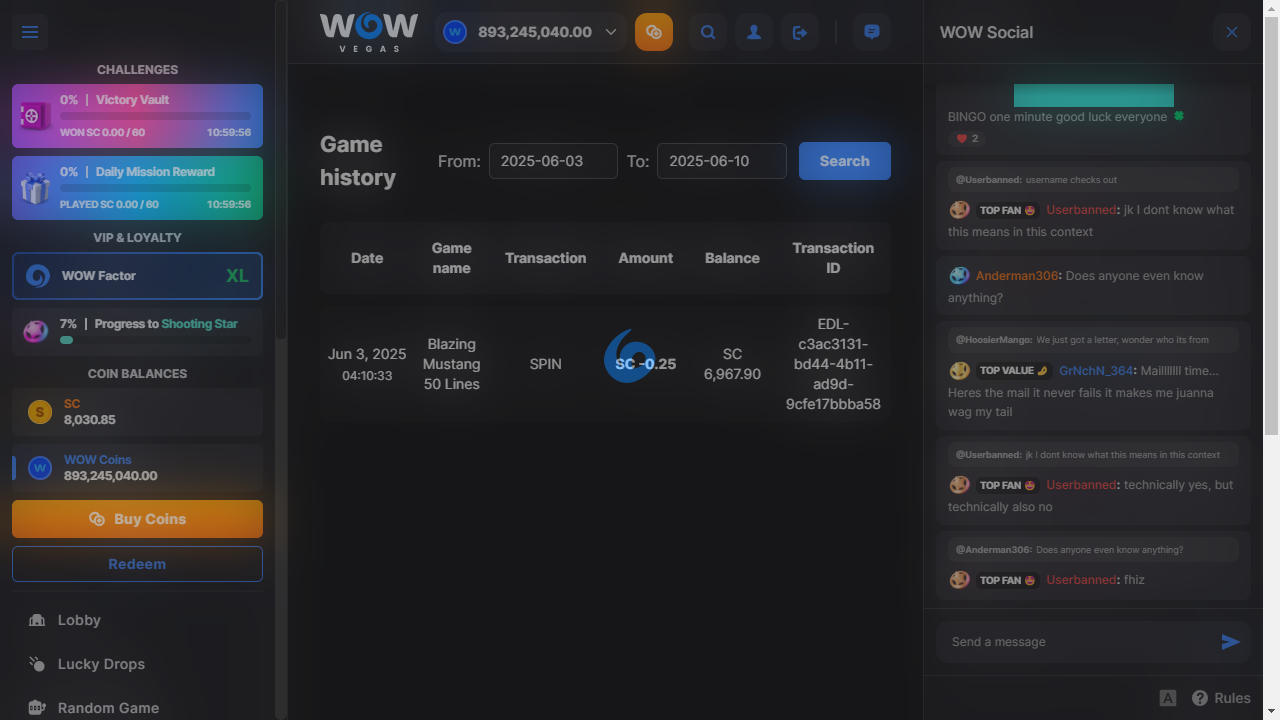 CHALLENGES
0% | Victory Vault
WON SC 0.00 / 60 10:59:56
0% | Daily Mission Reward
PLAYED SC 0.00 / 60 10:59:56
VIP & LOYALTY
WOW Factor XL
7% | Progress to Shooting Star
COIN BALANCES
S SC
8,030.85
W WOW Coins
893,245,040.00
Buy Coins
Redeem
Lobby
Lucky Drops
Random Game
WOW
VEGAS
W 893,245,040.00
Game
history
From: 2025-06-03 To: 2025-06-10 Search
Date
Game
name
Transaction
Amount
Balance
Transaction
ID
Jun 3, 2025
04:10:33
Blazing
Mustang
50 Lines
SPIN
SC -0.25
SC
6,967.90
EDL-
c3ac3131-
bd44-4b11-
ad9d-
9cfe17bbba58
WOW Social
BINGO one minute good luck everyone 🍀
❤️ 2
@Userbanned: username checks out
TOP FAN 🤩 Userbanned: jk I dont know what
this means in this context
Anderman306: Does anyone even know
anything?
@HoosierMango: We just got a letter, wonder who its from
TOP VALUE 🤌 GrNchN_364: Mailllllll time...
Heres the mail it never fails it makes me juanna
wag my tail
@Userbanned: jk I dont know what this means in this context
TOP FAN 🤩 Userbanned: technically yes, but
technically also no
@Anderman306: Does anyone even know anything?
TOP FAN 🤩 Userbanned: fhiz
Send a message
A ? Rules